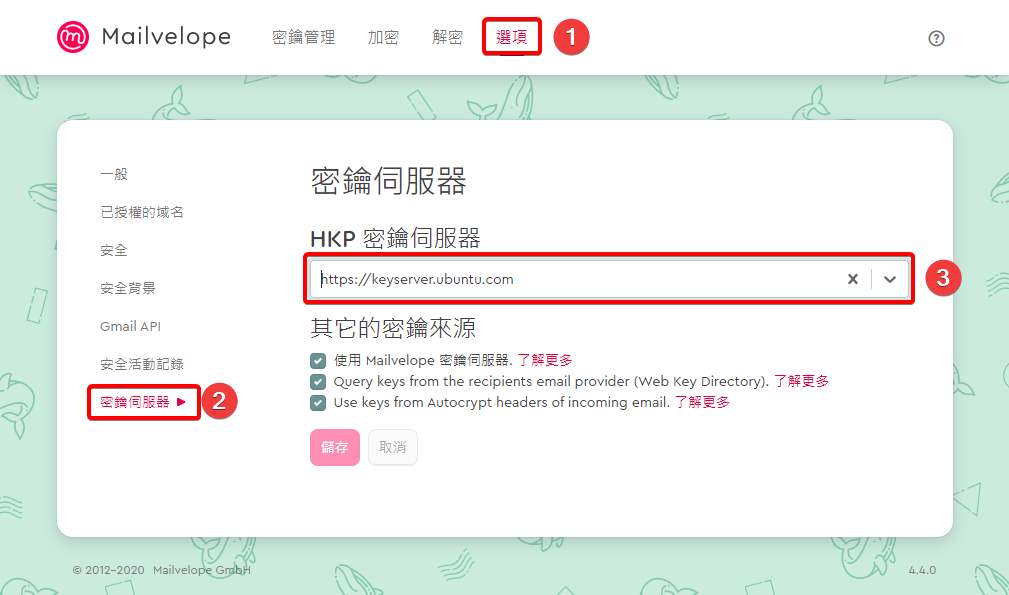 Mailvelope 密鑰管理 加密 解密 選項 1
一般
已授權的域名
安全
安全背景
Gmail API
安全活動記錄
密鑰伺服器 2
密鑰伺服器
HKP 密鑰伺服器
https://keyserver.ubuntu.com 3
其它的密鑰來源
使用 Mailvelope 密鑰伺服器. 了解更多
Query keys from the recipients email provider (Web Key Directory). 了解更多
Use keys from Autocrypt headers of incoming email. 了解更多
儲存 取消
© 2012-2020 Mailvelope GmbH 4.4.0